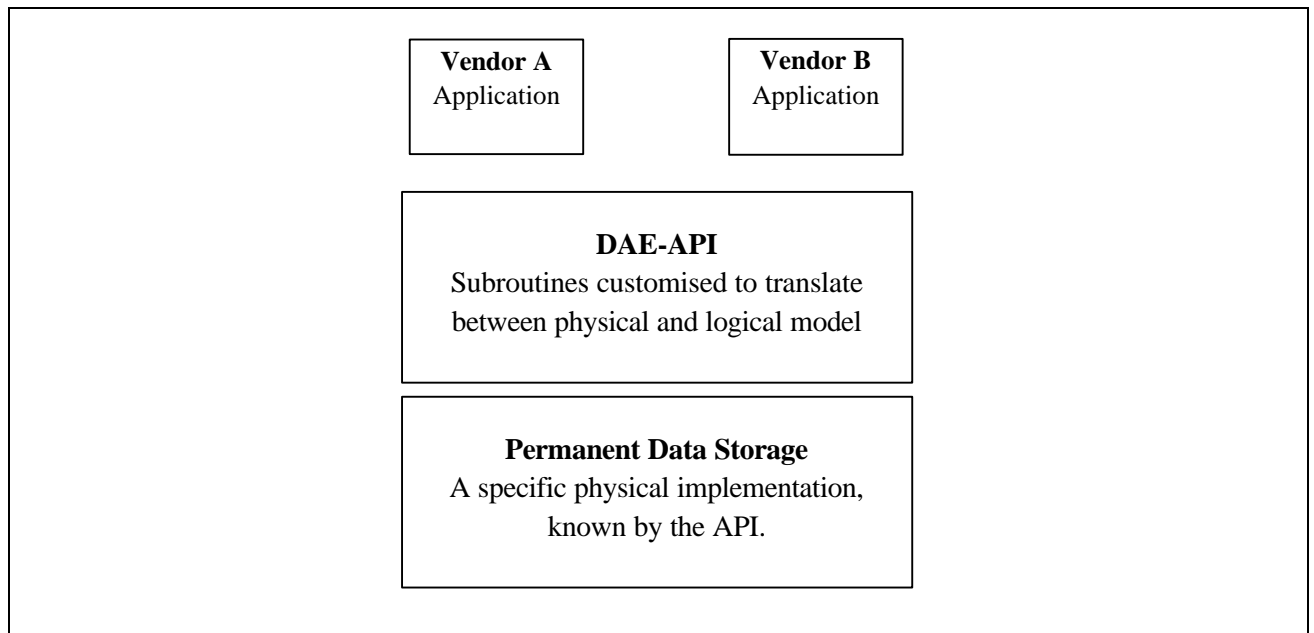 Vendor A
Application
Vendor B
Application
DAE-API
Subroutines customised to translate
between physical and logical model
Permanent Data Storage
A specific physical implementation,
known by the API.